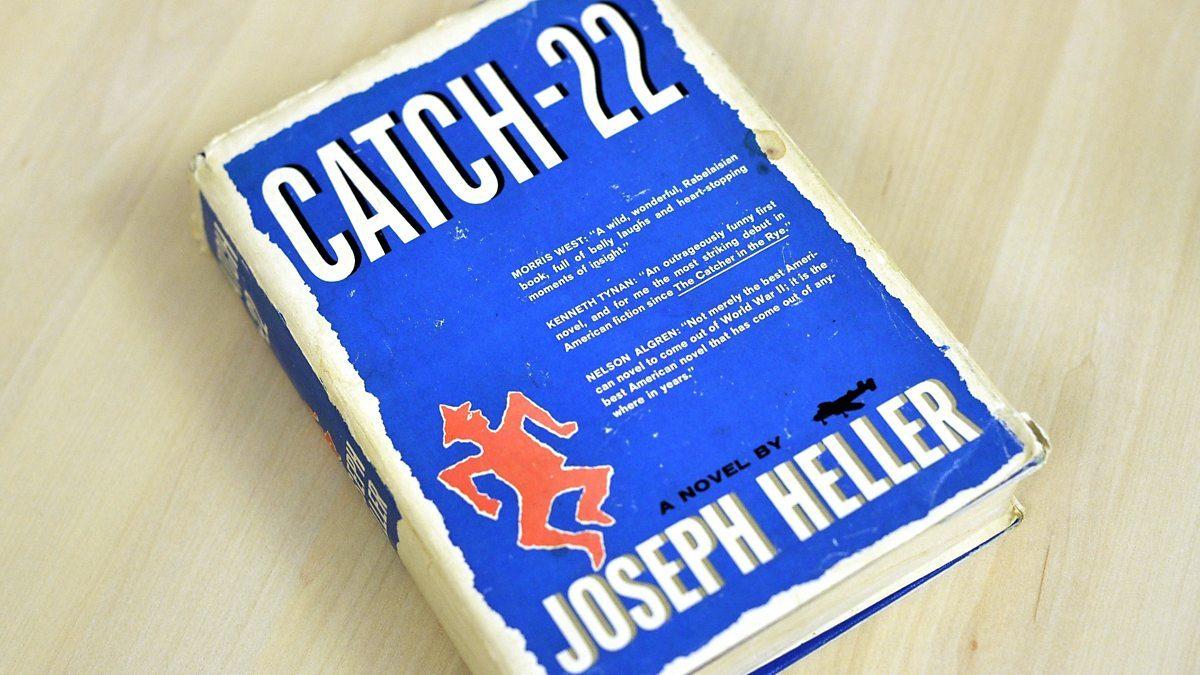 CATCH-22
MORRIS WEST: "A wild, wonderful, Rabelaisian
book, full of belly laughs and heart-stopping
moments of insight."
KENNETH TYNAN: "An outrageously funny first
novel, and for me the most striking debut in
American fiction since The Catcher in the Rye."
NELSON ALGREN: "Not merely the best Ameri-
can novel to come out of World War II; it is the
best American novel that has come out of any-
where in years."
A NOVEL BY
JOSEPH HELLER